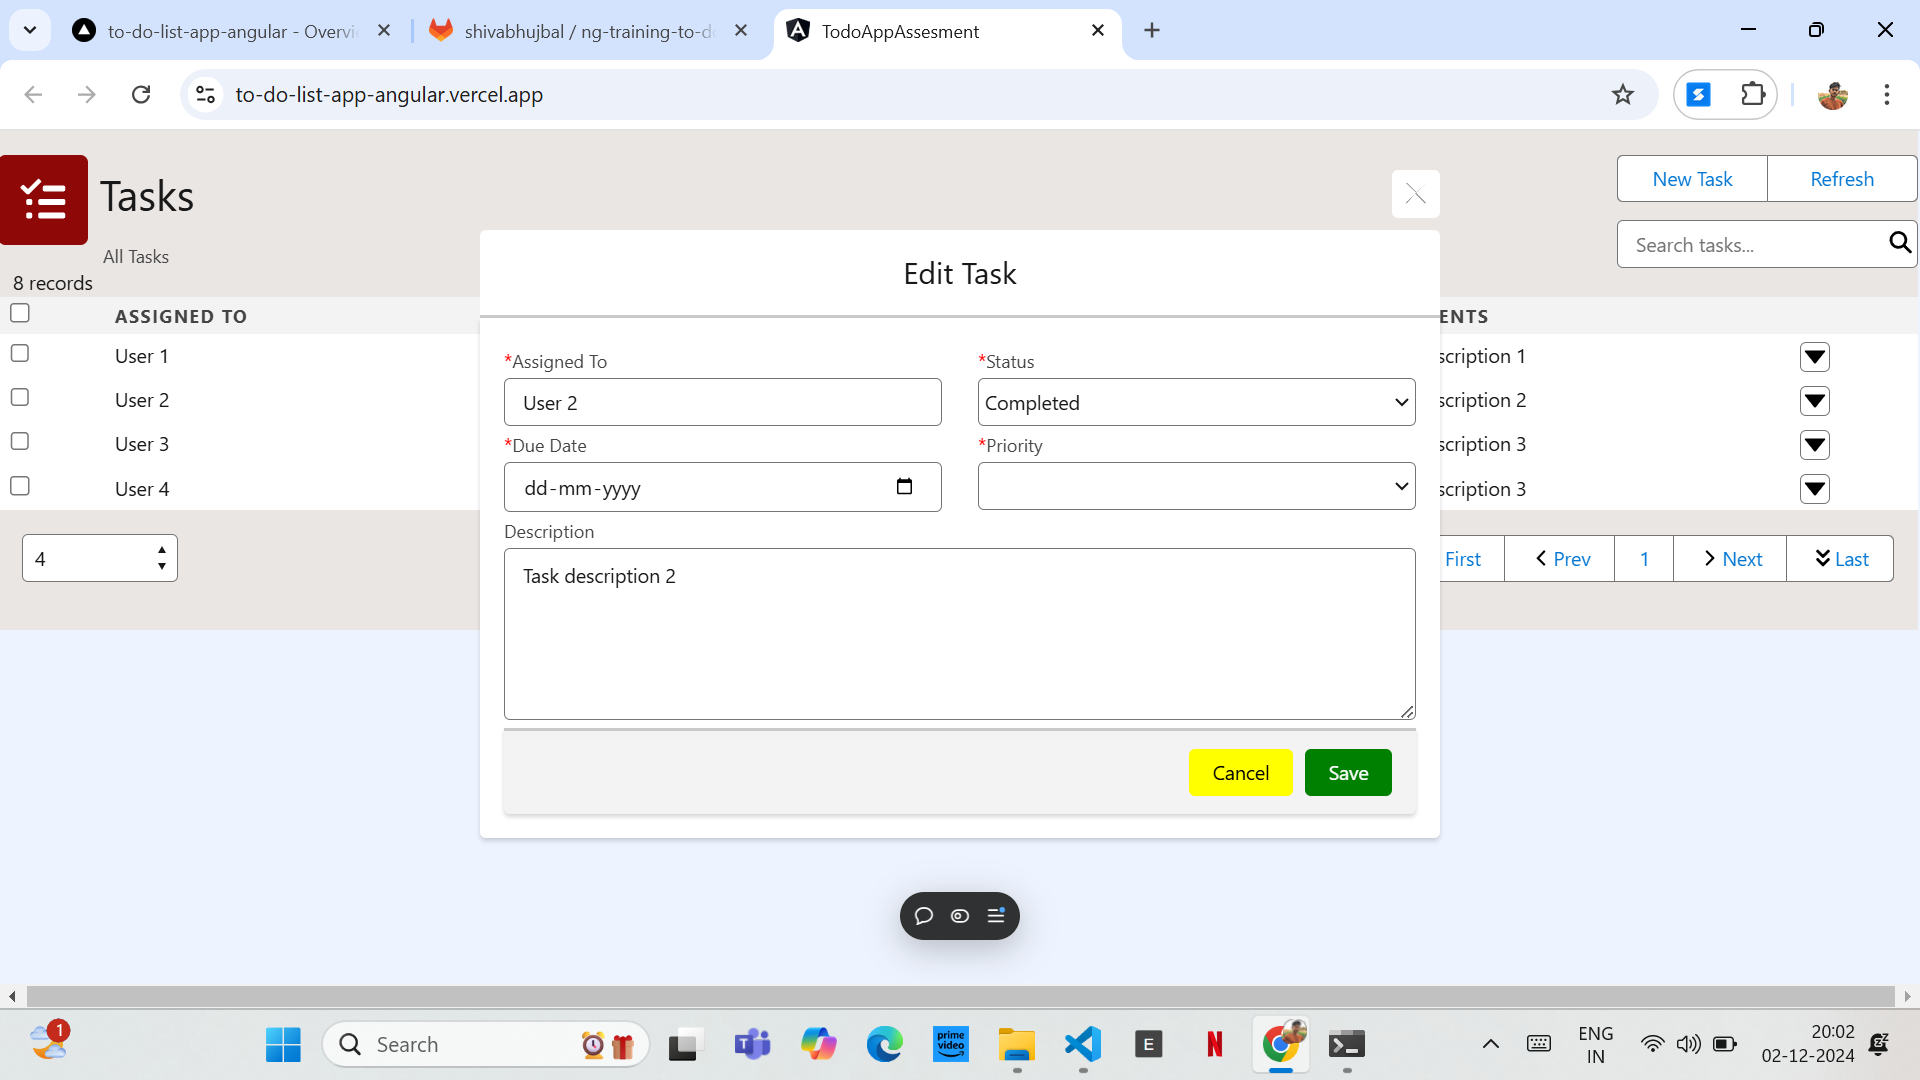 to-do-list-app-angular - Overvi
shivabhujbal / ng-training-to-do
TodoAppAssesment
to-do-list-app-angular.vercel.app
Tasks
All Tasks
8 records
New Task
Refresh
Search tasks...
ASSIGNED TO
ENTS
User 1
scription 1
User 2
scription 2
User 3
scription 3
User 4
scription 3
4
First
Prev
1
Next
Last
Edit Task
*Assigned To
*Status
User 2
Completed
*Due Date
*Priority
dd-mm-yyyy
Description
Task description 2
Cancel
Save
1
Search
T
prime
video
E
N
ENG
IN
20:02
02-12-2024